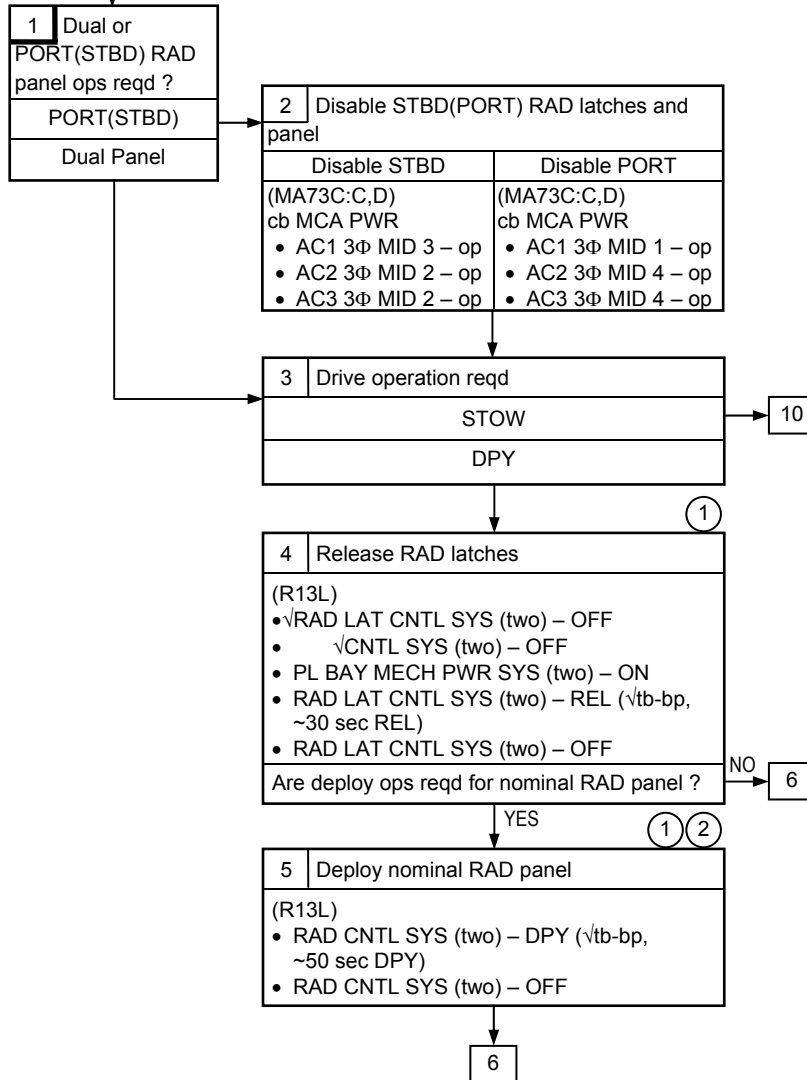 1 Dual or
PORT(STBD) RAD
panel ops reqd ?
PORT(STBD)
Dual Panel
2 Disable STBD(PORT) RAD latches and
panel
Disable STBD
(MA73C:C,D)
cb MCA PWR
• AC1 3Φ MID 3 – op
• AC2 3Φ MID 2 – op
• AC3 3Φ MID 2 – op
Disable PORT
(MA73C:C,D)
cb MCA PWR
• AC1 3Φ MID 1 – op
• AC2 3Φ MID 4 – op
• AC3 3Φ MID 4 – op
3 Drive operation reqd
STOW
10
DPY
1
4 Release RAD latches
(R13L)
•√RAD LAT CNTL SYS (two) – OFF
• √CNTL SYS (two) – OFF
• PL BAY MECH PWR SYS (two) – ON
• RAD LAT CNTL SYS (two) – REL (√tb-bp,
~30 sec REL)
• RAD LAT CNTL SYS (two) – OFF
Are deploy ops reqd for nominal RAD panel ?
NO
6
YES
1 2
5 Deploy nominal RAD panel
(R13L)
• RAD CNTL SYS (two) – DPY (√tb-bp,
~50 sec DPY)
• RAD CNTL SYS (two) – OFF
6